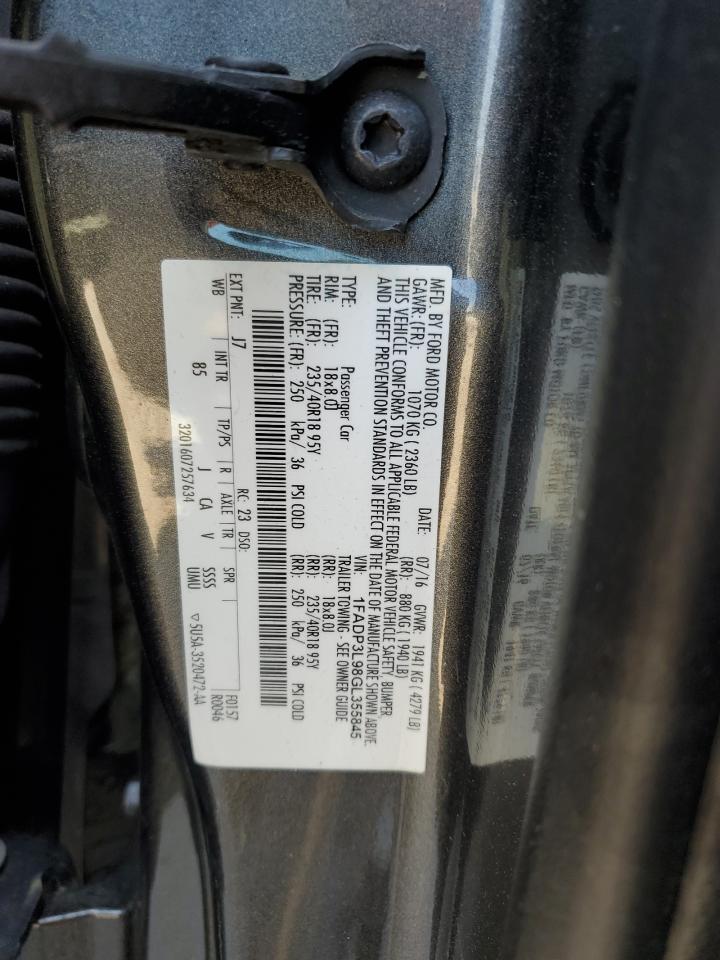 MFD. BY FORD MOTOR CO.
DATE: 07/16 GVWR: 1941 KG ( 4279 LB)
GAWR: (FR): 1070 KG ( 2360 LB) (RR): 880 KG ( 1940 LB)
THIS VEHICLE CONFORMS TO ALL APPLICABLE FEDERAL MOTOR VEHICLE SAFETY, BUMPER,
AND THEFT PREVENTION STANDARDS IN EFFECT ON THE DATE OF MANUFACTURE SHOWN ABOVE.
VIN: 1FADP3L98GL355845
TYPE: Passenger Car TRAILER TOWING - SEE OWNER GUIDE
RIM: (FR): 18x8.0J (RR): 18x8.0J
TIRE: (FR): 235/40R18 95Y (RR): 235/40R18 95Y
PRESSURE: (FR): 250 kPa/ 36 PSI COLD (RR): 250 kPa/ 36 PSI COLD
EXT PNT: J7 RC: 23 DSO: F0157
WB INT TR TP/PS R AXLE TR SPR R0046
85 J CA V SSSS
3201607257634 UMU ▽5U5A-3520472-AA